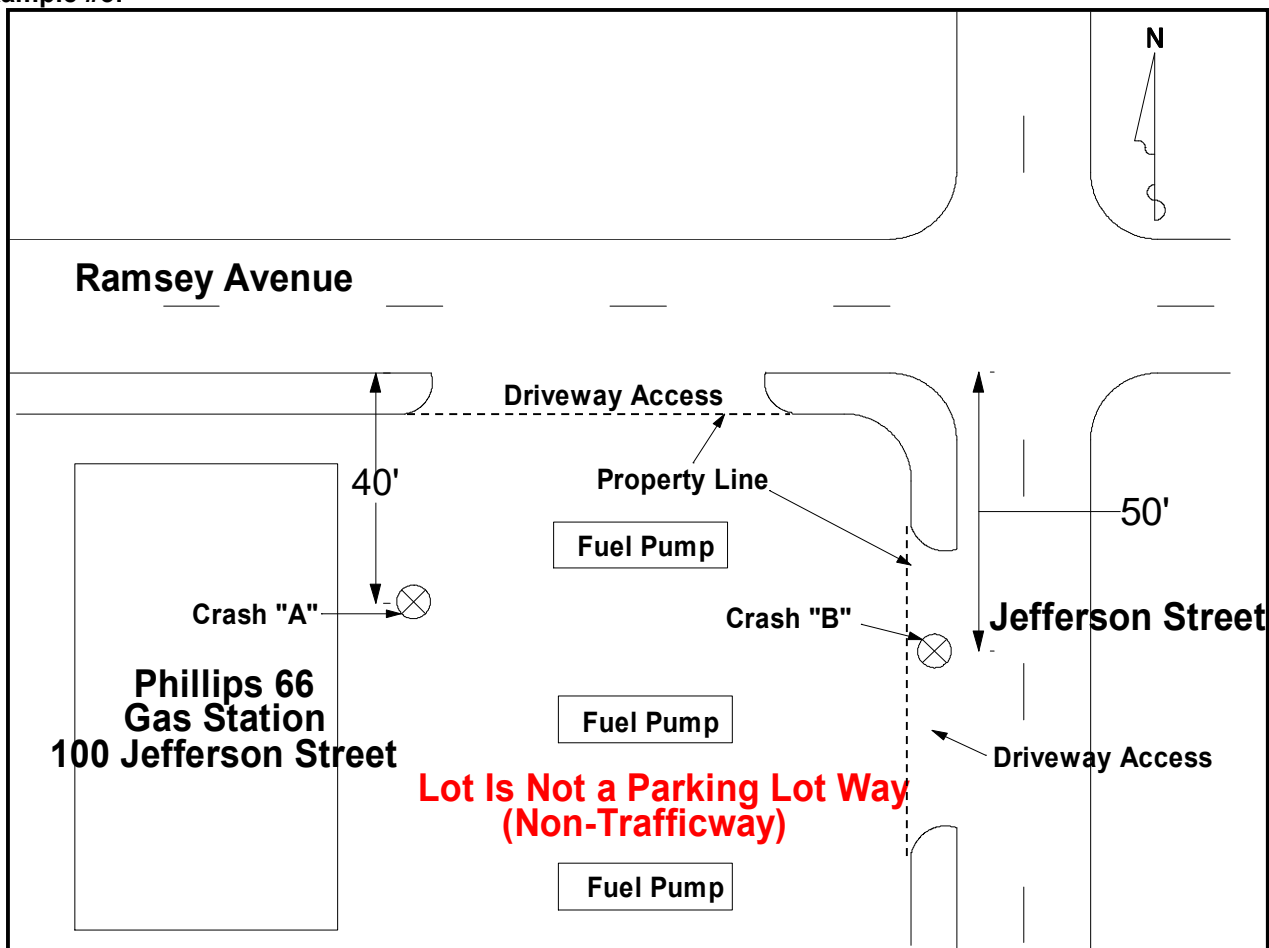 N
Ramsey Avenue
Driveway Access
40'
Property Line
50'
Fuel Pump
Crash "A"
Crash "B"
Jefferson Street
Phillips 66
Gas Station
100 Jefferson Street
Fuel Pump
Driveway Access
Lot Is Not a Parking Lot Way
(Non-Trafficway)
Fuel Pump